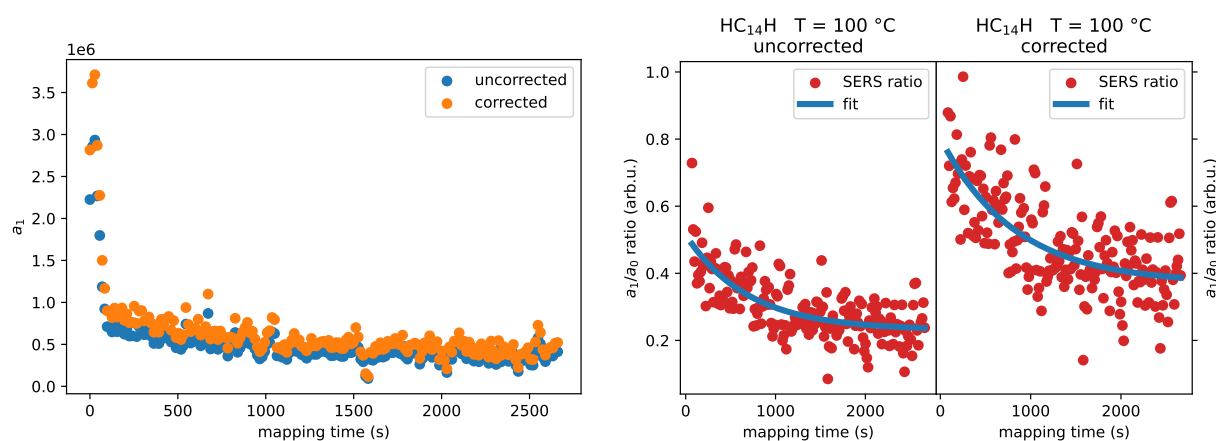 1e6
3.5
3.0
2.5
2.0
1.5
1.0
0.5
0.0
a₁
0 500 1000 1500 2000 2500
mapping time (s)
uncorrected
corrected
HC₁₄H T = 100 °C
uncorrected
1.0
0.8
0.6
0.4
0.2
a₁/a₀ ratio (arb.u.)
SERS ratio
fit
0 1000 2000
mapping time (s)
HC₁₄H T = 100 °C
corrected
SERS ratio
fit
0 1000 2000
mapping time (s)
a₁/a₀ ratio (arb.u.)